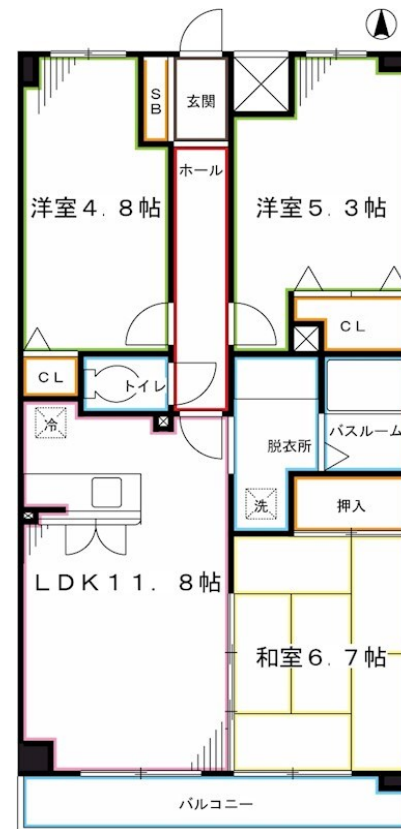 SB
玄関
ホール
洋室4.8帖
洋室5.3帖
CL
CL
トイレ
冷
脱衣所
バスルーム
洗
押入
LDK11.8帖
和室6.7帖
バルコニー